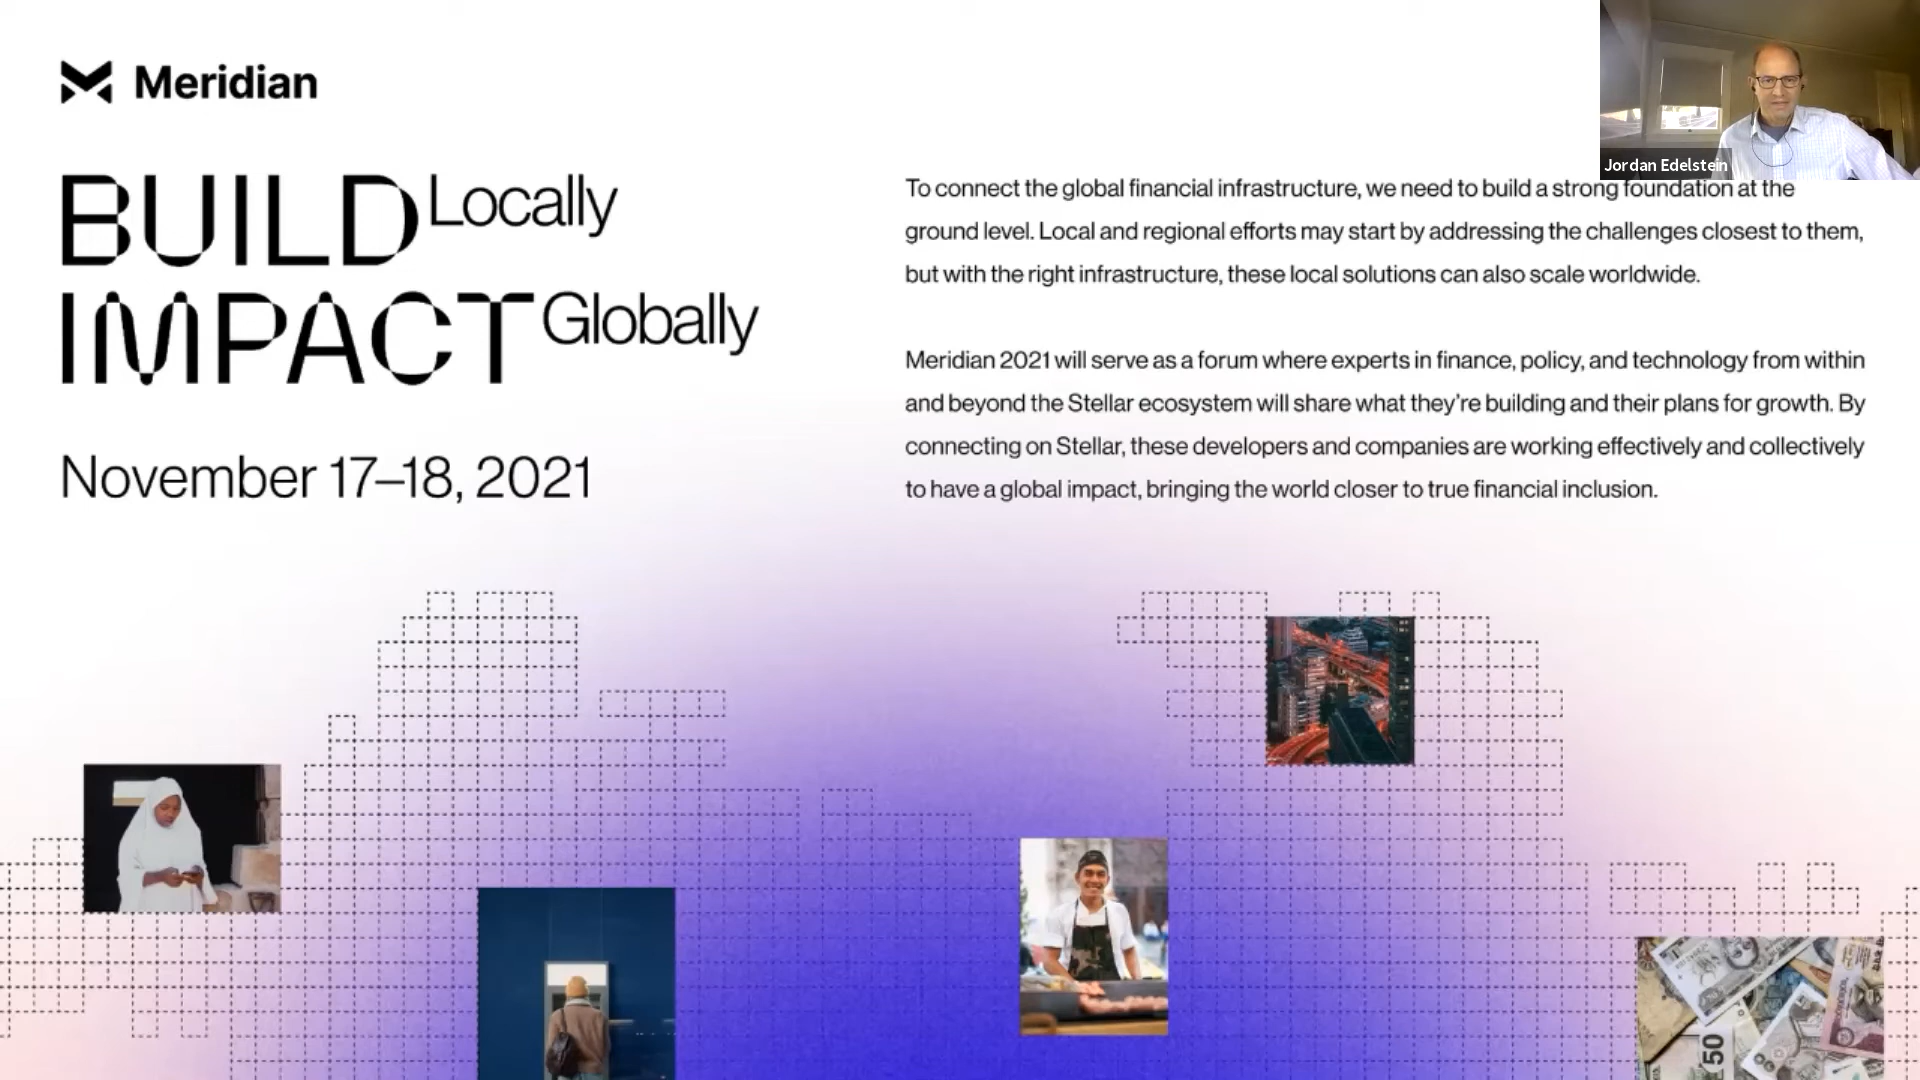 Meridian
BUILD Locally
IMPACT Globally
November 17–18, 2021
Jordan Edelstein
To connect the global financial infrastructure, we need to build a strong foundation at the
ground level. Local and regional efforts may start by addressing the challenges closest to them,
but with the right infrastructure, these local solutions can also scale worldwide.
Meridian 2021 will serve as a forum where experts in finance, policy, and technology from within
and beyond the Stellar ecosystem will share what they’re building and their plans for growth. By
connecting on Stellar, these developers and companies are working effectively and collectively
to have a global impact, bringing the world closer to true financial inclusion.
50